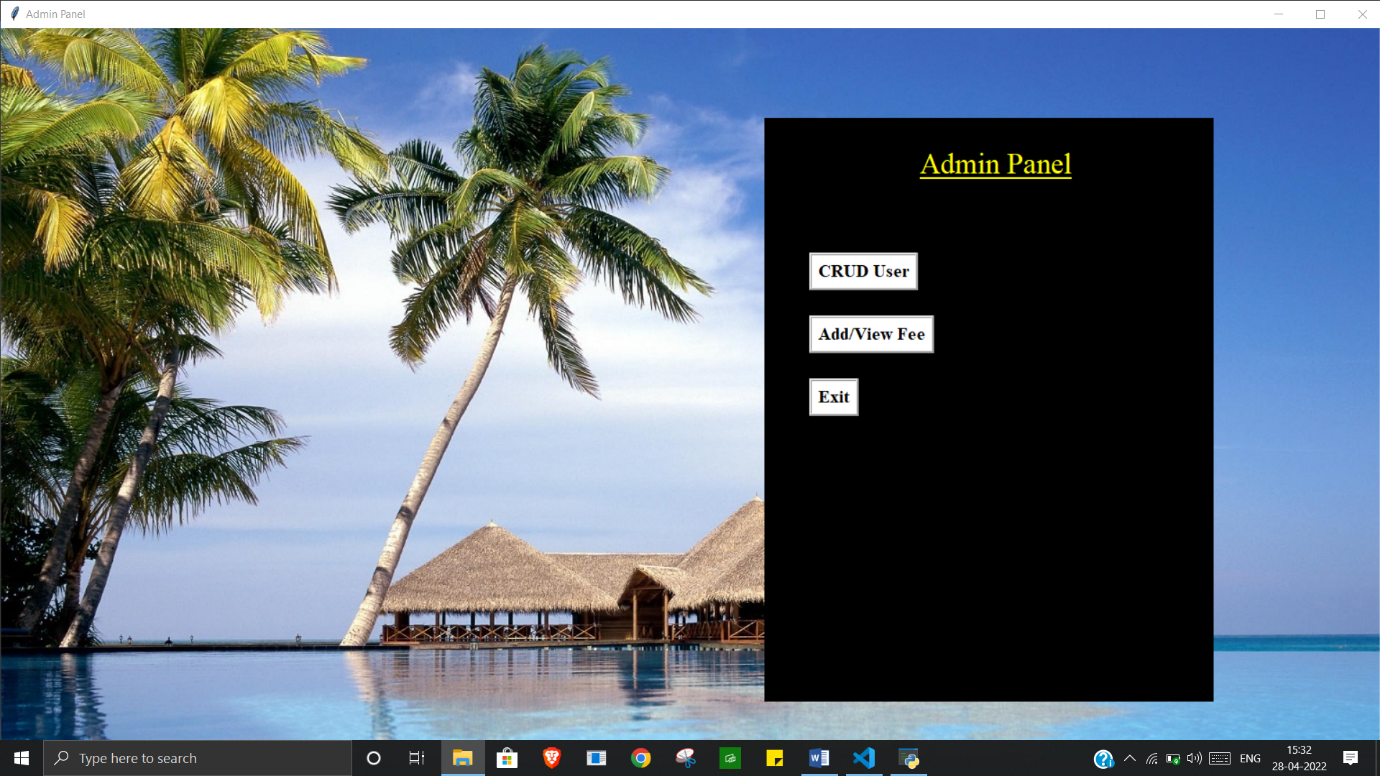 Admin Panel
Admin Panel
CRUD User
Add/View Fee
Exit
Type here to search
ENG
15:32
28-04-2022